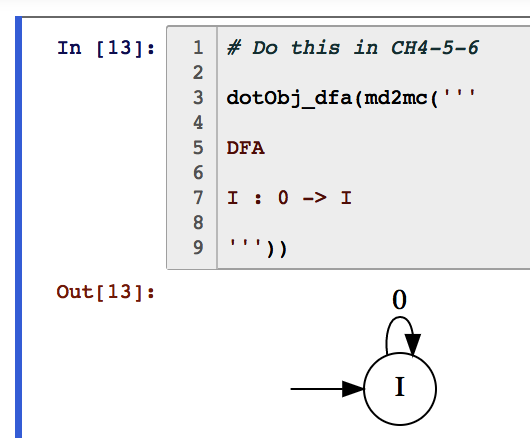 In [13]:
1 # Do this in CH4-5-6
2
3 dotObj_dfa(md2mc('''
4
5 DFA
6
7 I : 0 -> I
8
9 '''))
Out[13]:
0
I